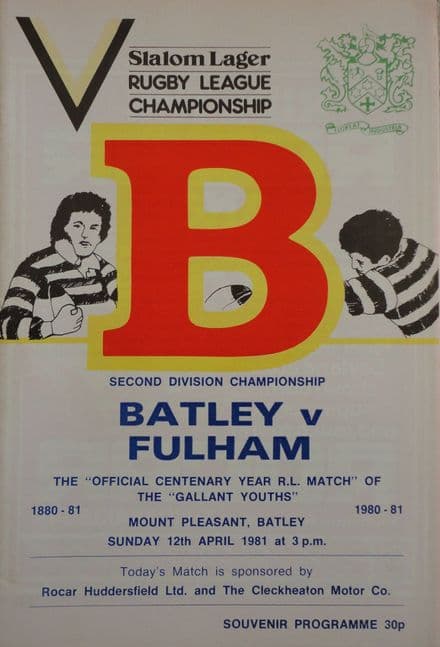 Slalom Lager
RUGBY LEAGUE
CHAMPIONSHIP
FLOREAT INDUSTRIA
B
SECOND DIVISION CHAMPIONSHIP
BATLEY v
FULHAM
THE "OFFICIAL CENTENARY YEAR R.L. MATCH" OF
THE "GALLANT YOUTHS"
1880 - 81
1980 - 81
MOUNT PLEASANT, BATLEY
SUNDAY 12th APRIL 1981 at 3 p.m.
Today's Match is sponsored by
Rocar Huddersfield Ltd. and The Cleckheaton Motor Co.
SOUVENIR PROGRAMME 30p